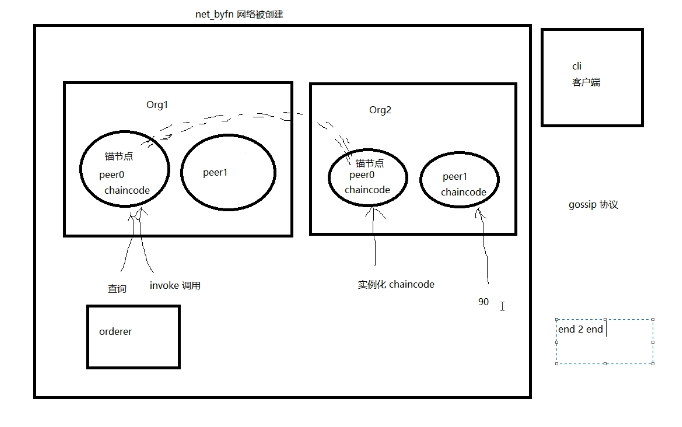 net_byfn 网络被创建
cli
客户端
Org1
Org2
锚节点
peer0
chaincode
peer1
锚节点
peer0
chaincode
peer1
chaincode
gossip 协议
查询
invoke 调用
实例化 chaincode
90
orderer
end 2 end